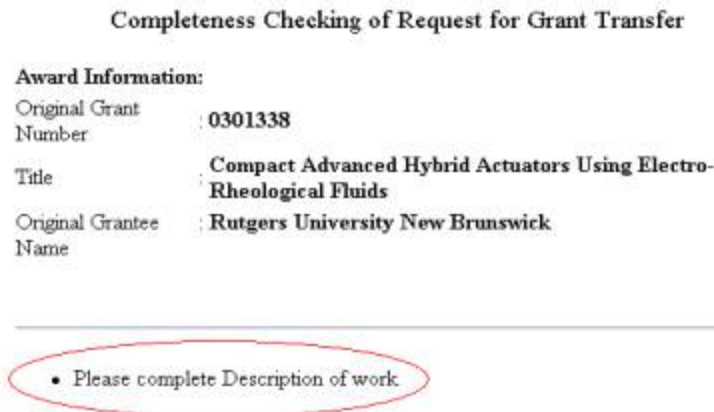 Completeness Checking of Request for Grant Transfer
Award Information:
Original Grant
Number
: 0301338
Title
: Compact Advanced Hybrid Actuators Using Electro-
Rheological Fluids
Original Grantee
Name
: Rutgers University New Brunswick
• Please complete Description of work